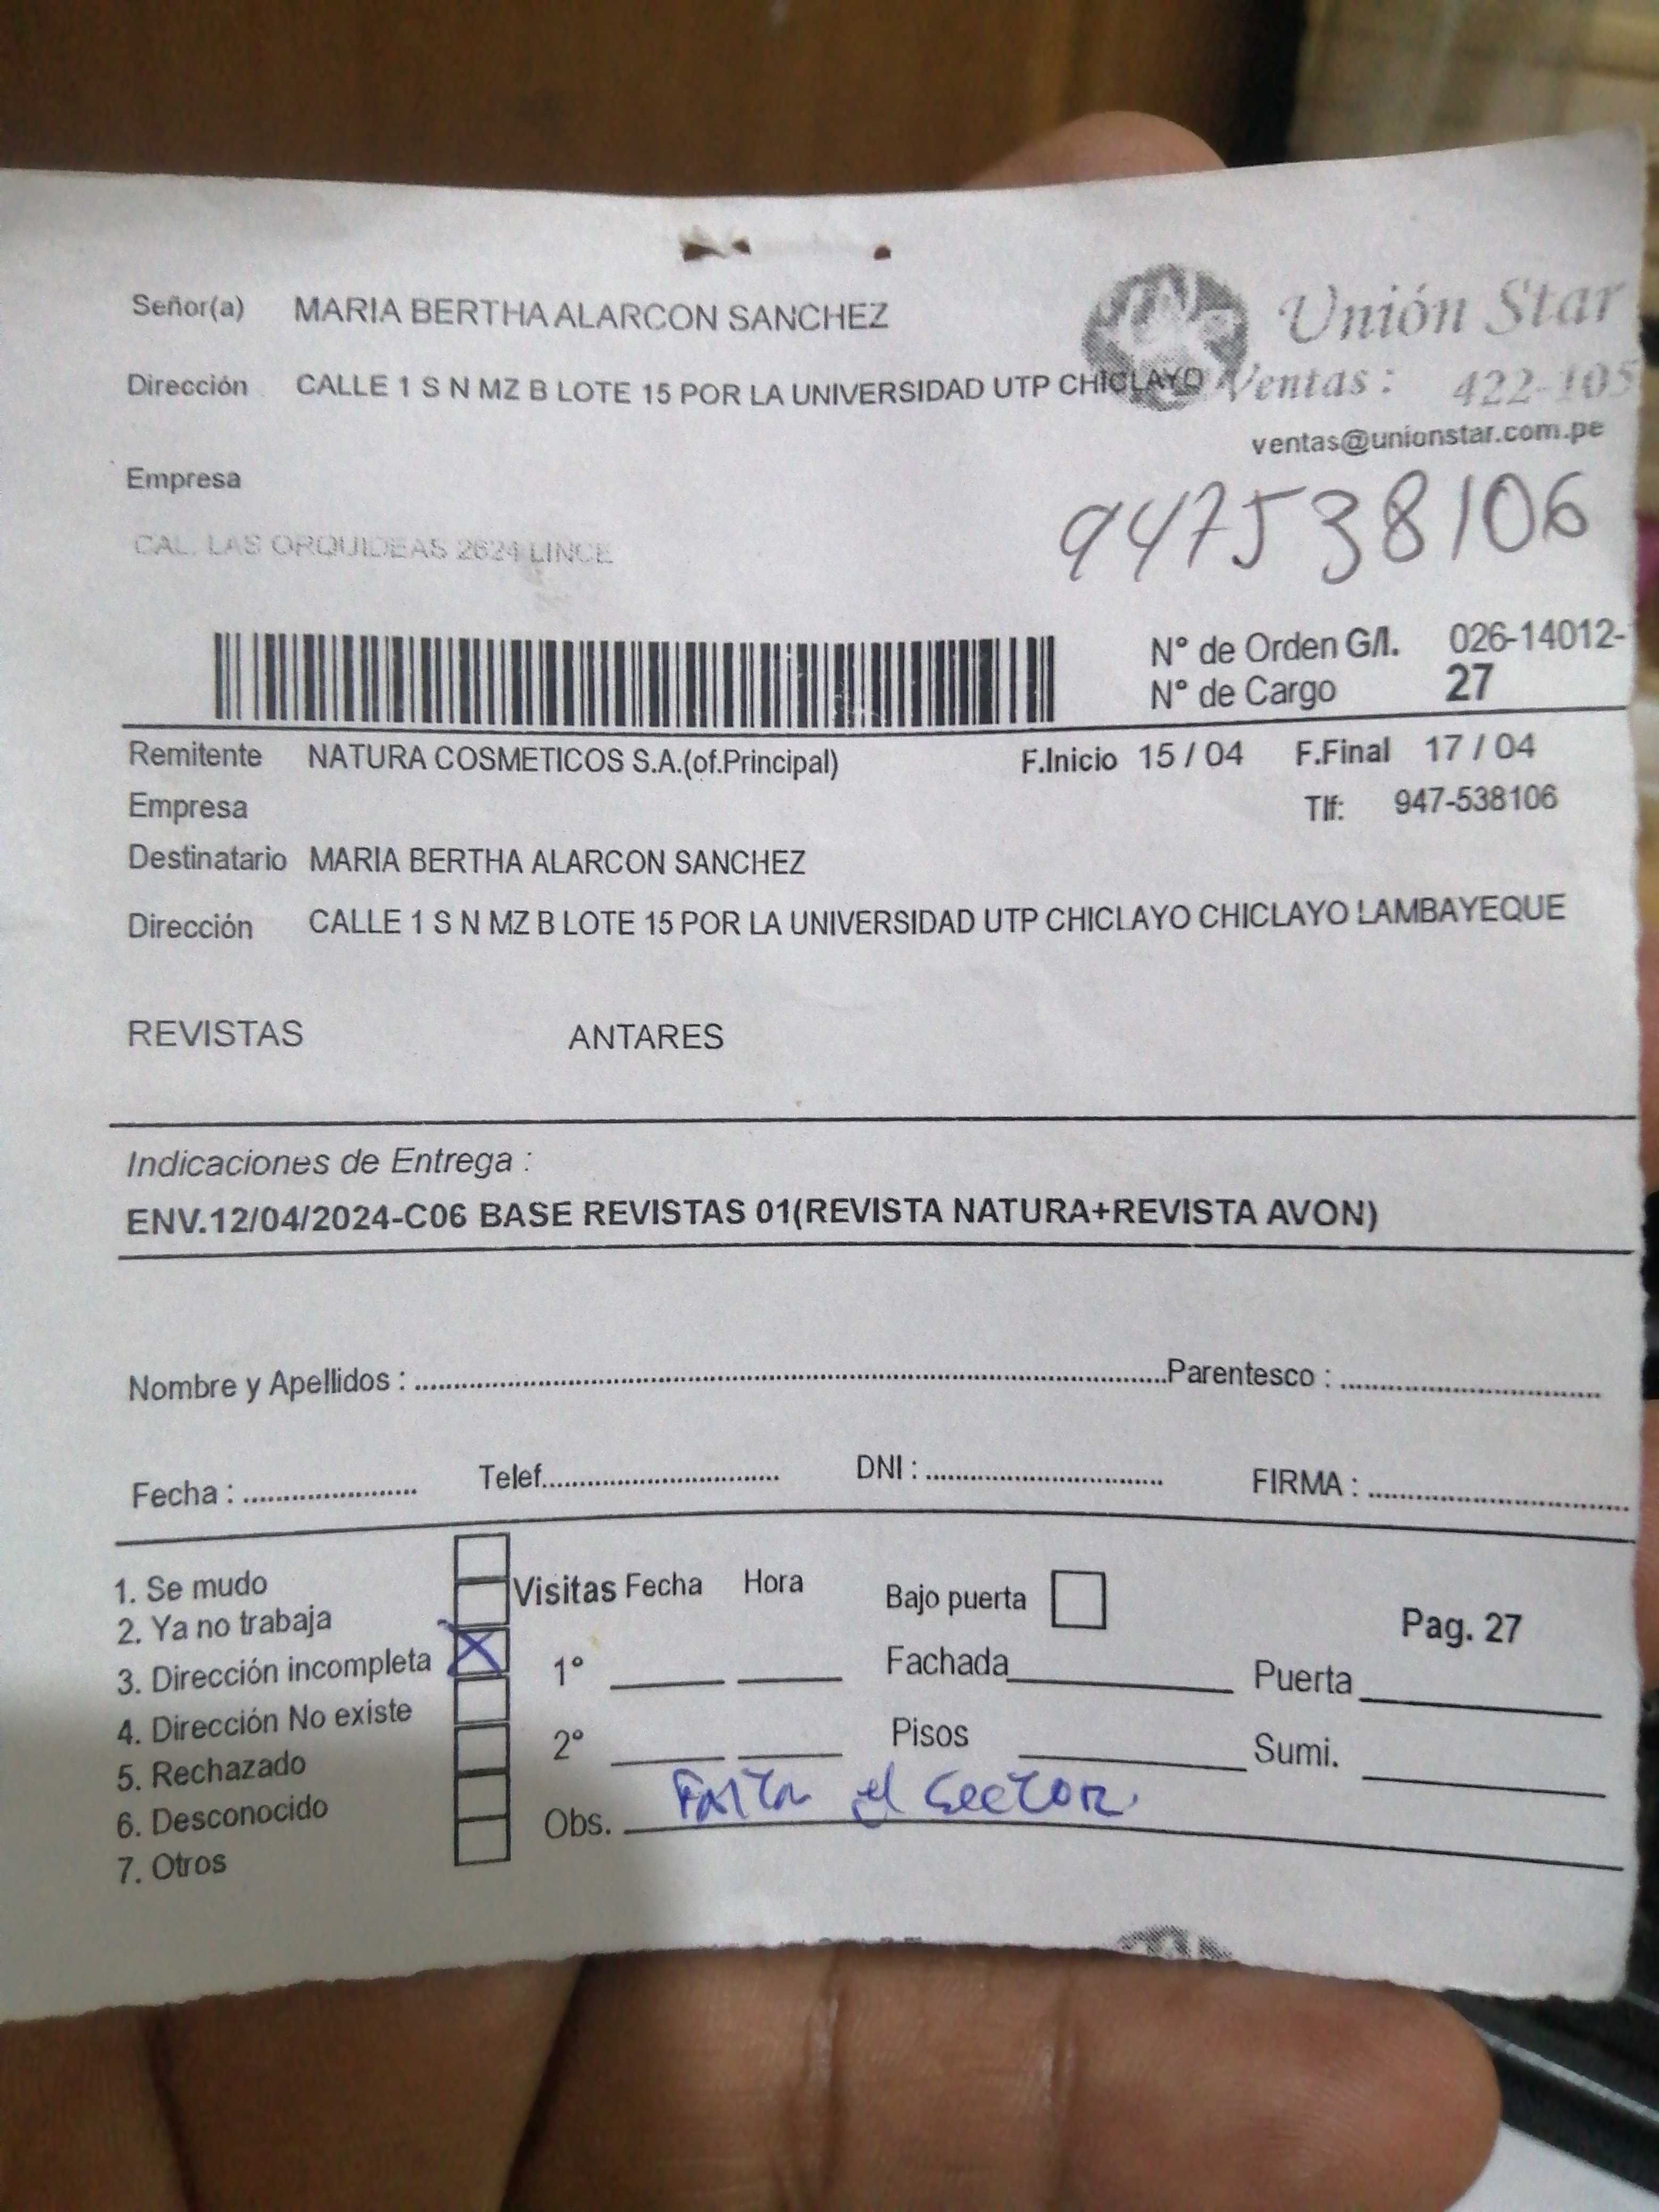 Unión Star
Señor(a) MARIA BERTHA ALARCON SANCHEZ
Dirección CALLE 1 S N MZ B LOTE 15 POR LA UNIVERSIDAD UTP CHICLAYO
Ventas : 422-105
ventas@unionstar.com.pe
Empresa
947538106
CAL. LAS ORQUIDEAS 2624 LINCE
N° de Orden G/I. 026-14012-
N° de Cargo 27
Remitente NATURA COSMETICOS S.A.(of.Principal) F.Inicio 15 / 04 F.Final 17 / 04
Empresa Tlf: 947-538106
Destinatario MARIA BERTHA ALARCON SANCHEZ
Dirección CALLE 1 S N MZ B LOTE 15 POR LA UNIVERSIDAD UTP CHICLAYO CHICLAYO LAMBAYEQUE
REVISTAS ANTARES
Indicaciones de Entrega :
ENV.12/04/2024-C06 BASE REVISTAS 01(REVISTA NATURA+REVISTA AVON)
Nombre y Apellidos : Parentesco :
Fecha : Telef. DNI : FIRMA :
1. Se mudo
2. Ya no trabaja
3. Dirección incompleta X
4. Dirección No existe
5. Rechazado
6. Desconocido
7. Otros
Visitas Fecha Hora Bajo puerta Pag. 27
1° Fachada Puerta
2° Pisos Sumi.
Obs. Falta el sector